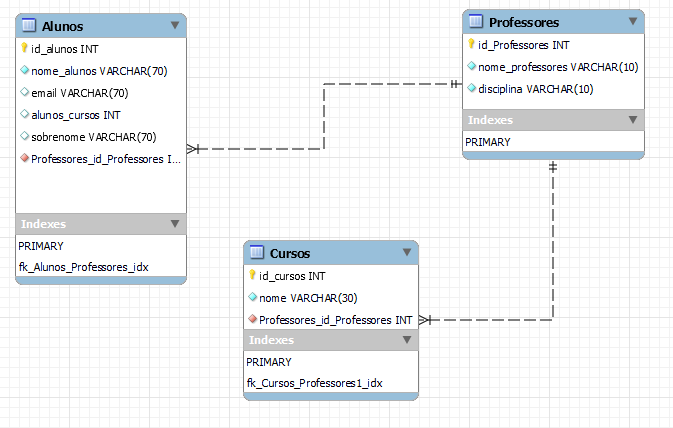 Alunos
id_alunos INT
nome_alunos VARCHAR(70)
email VARCHAR(70)
alunos_cursos INT
sobrenome VARCHAR(70)
Professores_id_Professores I...
Indexes
PRIMARY
fk_Alunos_Professores_idx
Professores
id_Professores INT
nome_professores VARCHAR(10)
disciplina VARCHAR(10)
Indexes
PRIMARY
Cursos
id_cursos INT
nome VARCHAR(30)
Professores_id_Professores INT
Indexes
PRIMARY
fk_Cursos_Professores1_idx